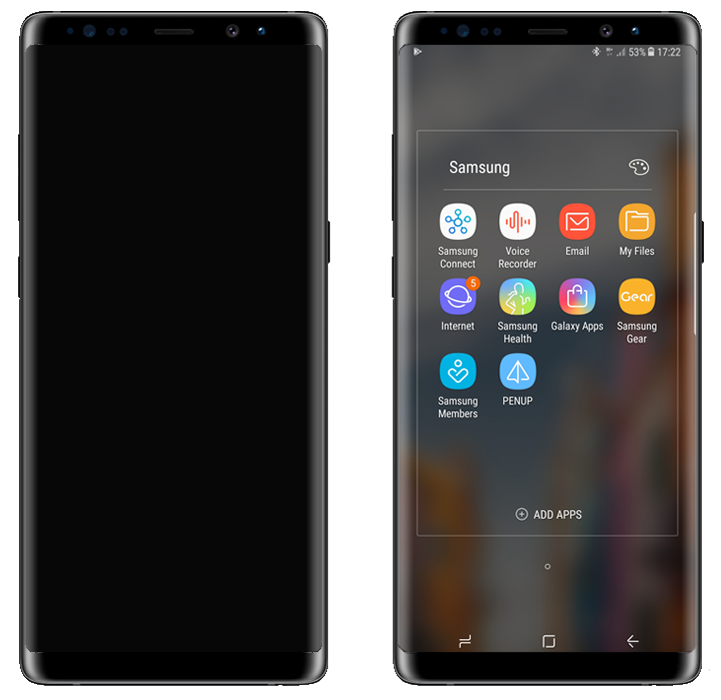 53% 17:22
Samsung
Samsung
Connect
Voice
Recorder
Email
My Files
5
Internet
Samsung
Health
Galaxy Apps
Gear
Samsung
Gear
Samsung
Members
PENUP
ADD APPS